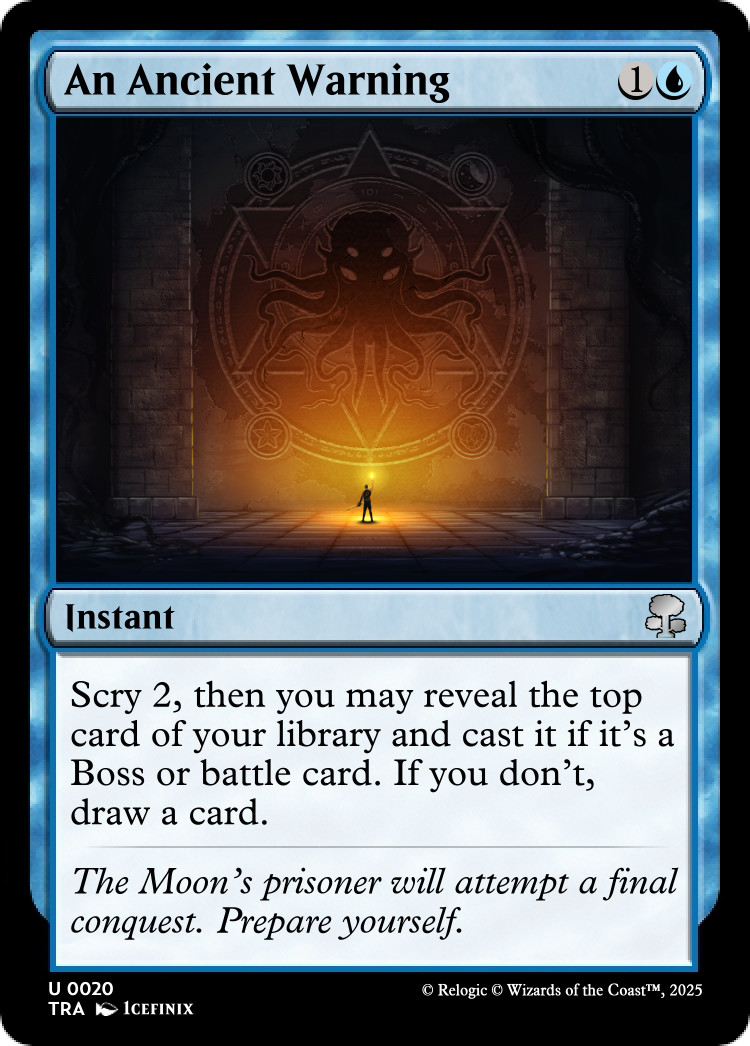 An Ancient Warning 1
Instant
Scry 2, then you may reveal the top
card of your library and cast it if it's a
Boss or battle card. If you don't,
draw a card.
The Moon's prisoner will attempt a final
conquest. Prepare yourself.
U 0020
TRA Icefinix
© Relogic © Wizards of the Coast™, 2025